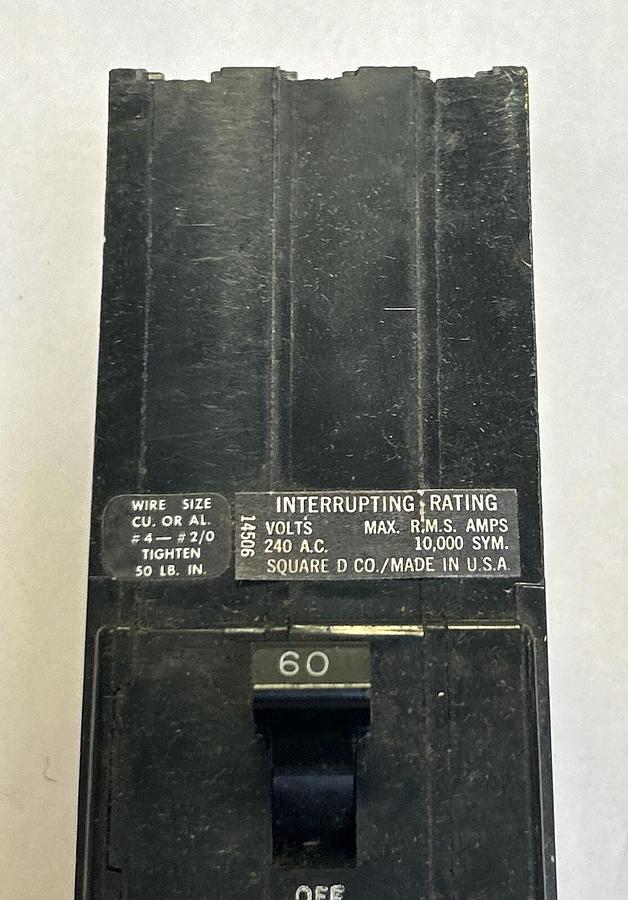 WIRE SIZE
CU. OR AL.
#4— #2/0
TIGHTEN
50 LB. IN.
14506
INTERRUPTING RATING
VOLTS MAX. R.M.S. AMPS
240 A.C. 10,000 SYM.
SQUARE D CO./MADE IN U.S.A.
60
OFF